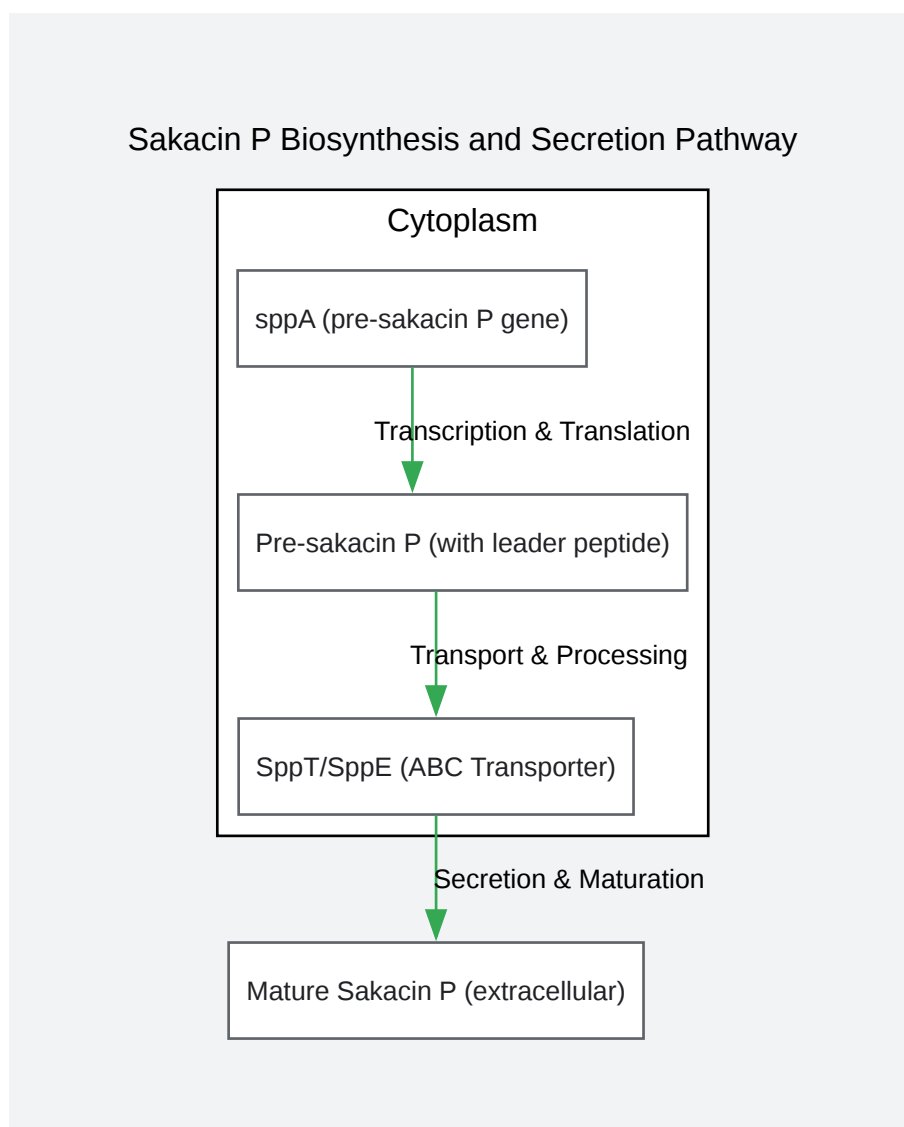 Sakacin P Biosynthesis and Secretion Pathway
Cytoplasm
sppA (pre-sakacin P gene)
Transcription & Translation
Pre-sakacin P (with leader peptide)
Transport & Processing
SppT/SppE (ABC Transporter)
Secretion & Maturation
Mature Sakacin P (extracellular)